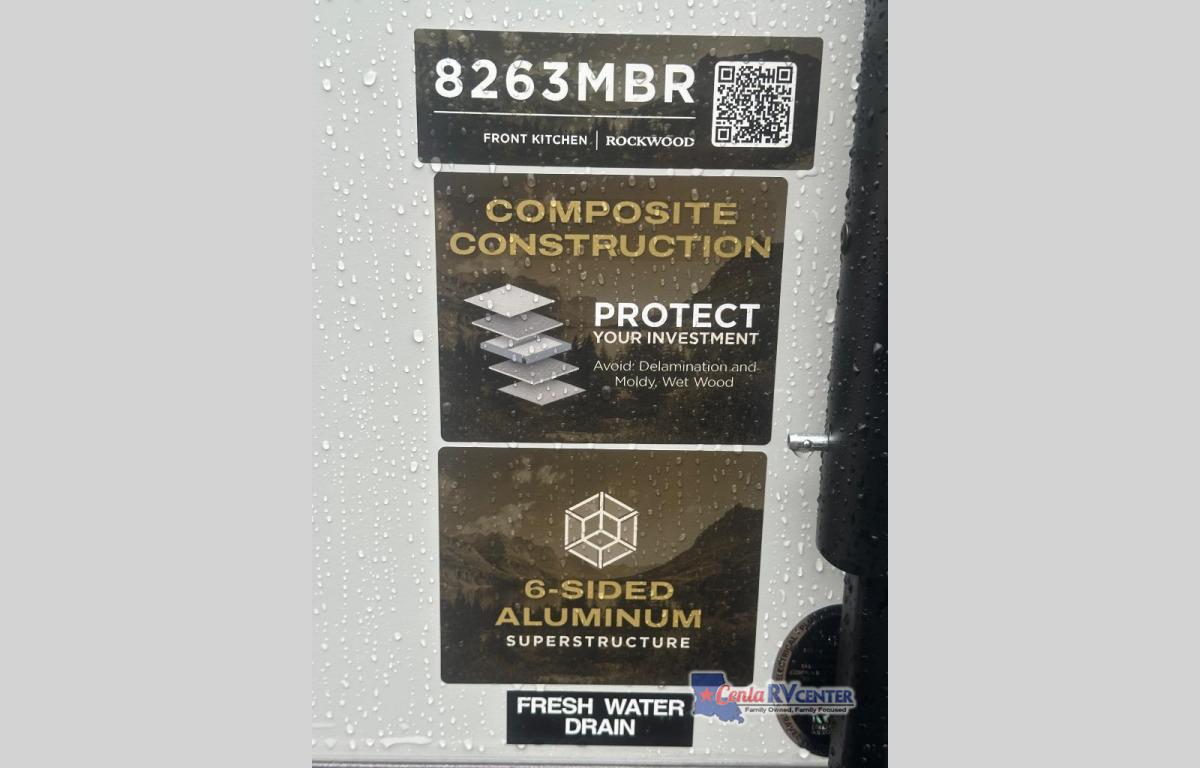 8263MBR
FRONT KITCHEN | ROCKWOOD
COMPOSITE
CONSTRUCTION
PROTECT
YOUR INVESTMENT
Avoid: Delamination and
Moldy, Wet Wood
6-SIDED
ALUMINUM
SUPERSTRUCTURE
FRESH WATER
DRAIN
Cenla RV CENTER
Family Owned, Family Focused